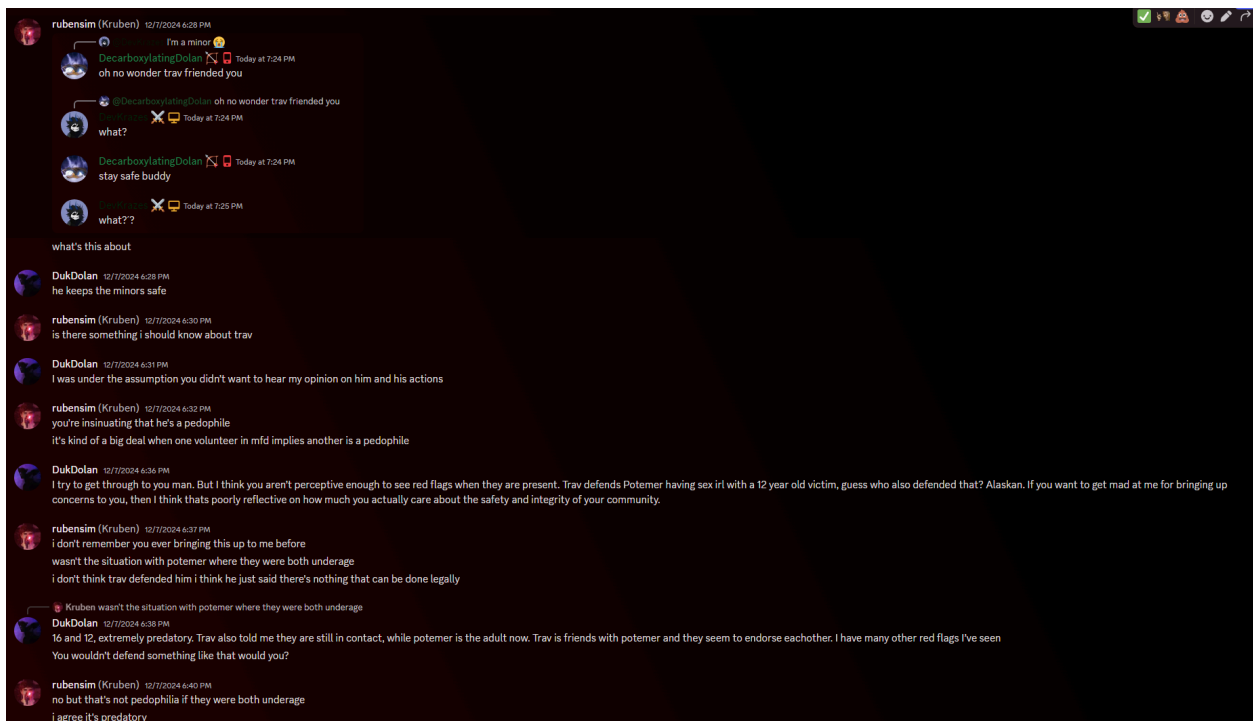 rubensim (Kruben) 12/7/2024 6:28 PM
I'm a minor 😭
DecarboxylatingDolan Today at 7:24 PM
oh no wonder trav friended you
@DecarboxylatingDolan oh no wonder trav friended you
Today at 7:24 PM
what?
DecarboxylatingDolan Today at 7:24 PM
stay safe buddy
Today at 7:25 PM
what?'?
what's this about
DukDolan 12/7/2024 6:28 PM
he keeps the minors safe
rubensim (Kruben) 12/7/2024 6:30 PM
is there something i should know about trav
DukDolan 12/7/2024 6:31 PM
I was under the assumption you didn't want to hear my opinion on him and his actions
rubensim (Kruben) 12/7/2024 6:32 PM
you're insinuating that he's a pedophile
it's kind of a big deal when one volunteer in mfd implies another is a pedophile
DukDolan 12/7/2024 6:36 PM
I try to get through to you man. But I think you aren't perceptive enough to see red flags when they are present. Trav defends Potemer having sex irl with a 12 year old victim, guess who also defended that? Alaskan. If you want to get mad at me for bringing up
concerns to you, then I think thats poorly reflective on how much you actually care about the safety and integrity of your community.
rubensim (Kruben) 12/7/2024 6:37 PM
i don't remember you ever bringing this up to me before
wasn't the situation with potemer where they were both underage
i don't think trav defended him i think he just said there's nothing that can be done legally
Kruben wasn't the situation with potemer where they were both underage
DukDolan 12/7/2024 6:38 PM
16 and 12, extremely predatory. Trav also told me they are still in contact, while potemer is the adult now. Trav is friends with potemer and they seem to endorse eachother. I have many other red flags I've seen
You wouldn't defend something like that would you?
rubensim (Kruben) 12/7/2024 6:40 PM
no but that's not pedophilia if they were both underage
i agree it's predatory